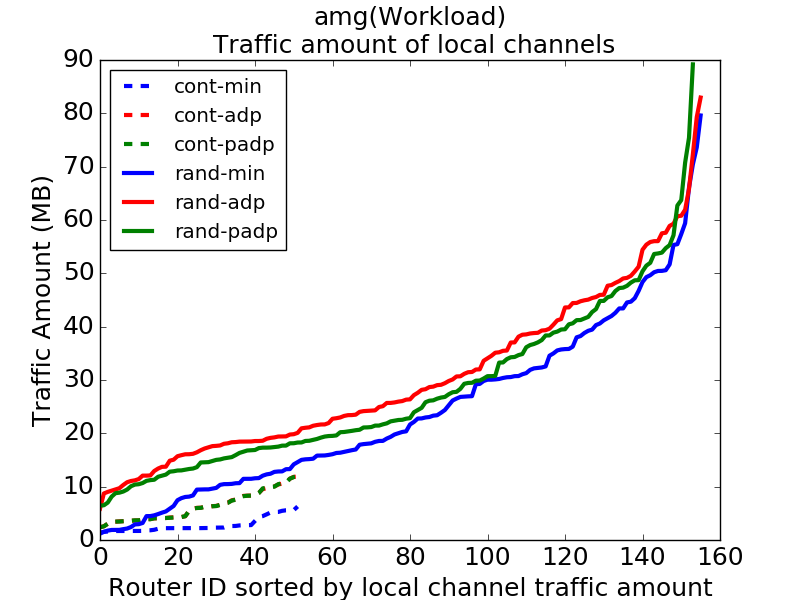 amg(Workload)
Traffic amount of local channels
90
80
70
60
50
40
30
20
10
0
Traffic Amount (MB)
cont-min
cont-adp
cont-padp
rand-min
rand-adp
rand-padp
0 20 40 60 80 100 120 140 160
Router ID sorted by local channel traffic amount